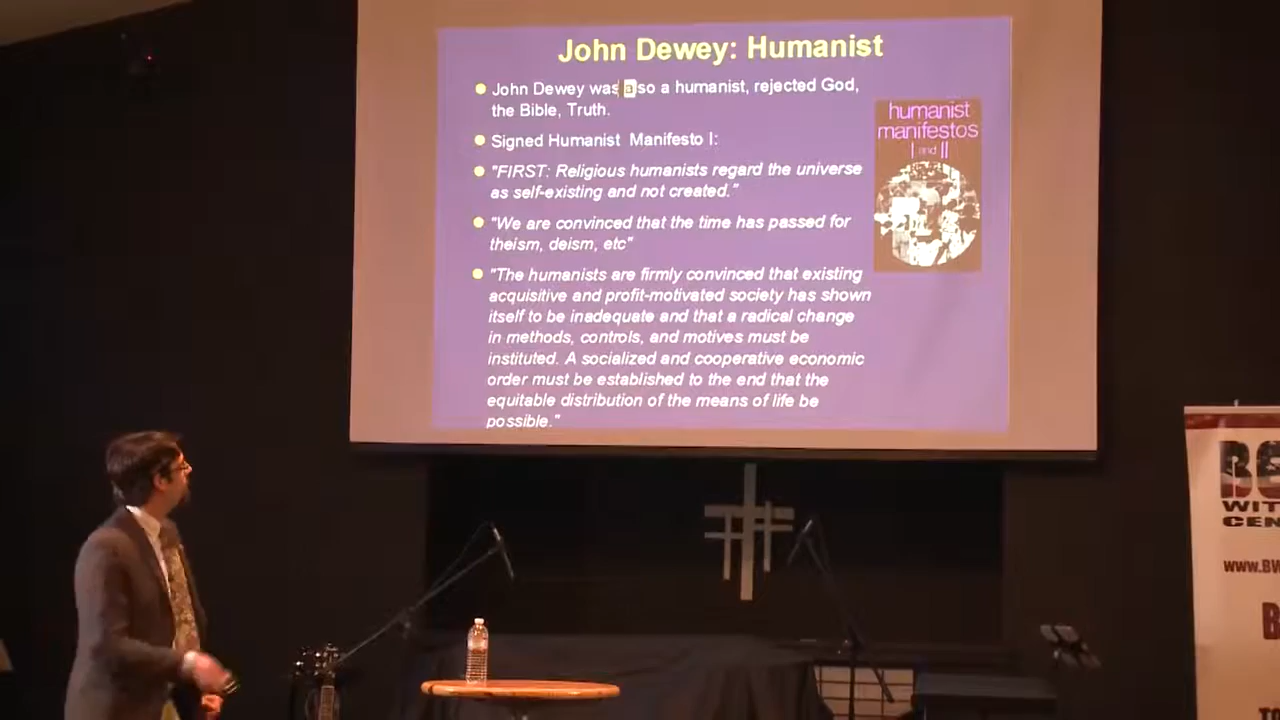 John Dewey: Humanist
John Dewey was also a humanist, rejected God,
the Bible, Truth.
Signed Humanist Manifesto I:
"FIRST: Religious humanists regard the universe
as self-existing and not created."
"We are convinced that the time has passed for
theism, deism, etc"
"The humanists are firmly convinced that existing
acquisitive and profit-motivated society has shown
itself to be inadequate and that a radical change
in methods, controls, and motives must be
instituted. A socialized and cooperative economic
order must be established to the end that the
equitable distribution of the means of life be
possible."
humanist
manifestos
I and II
WIT
CEN
www.BW